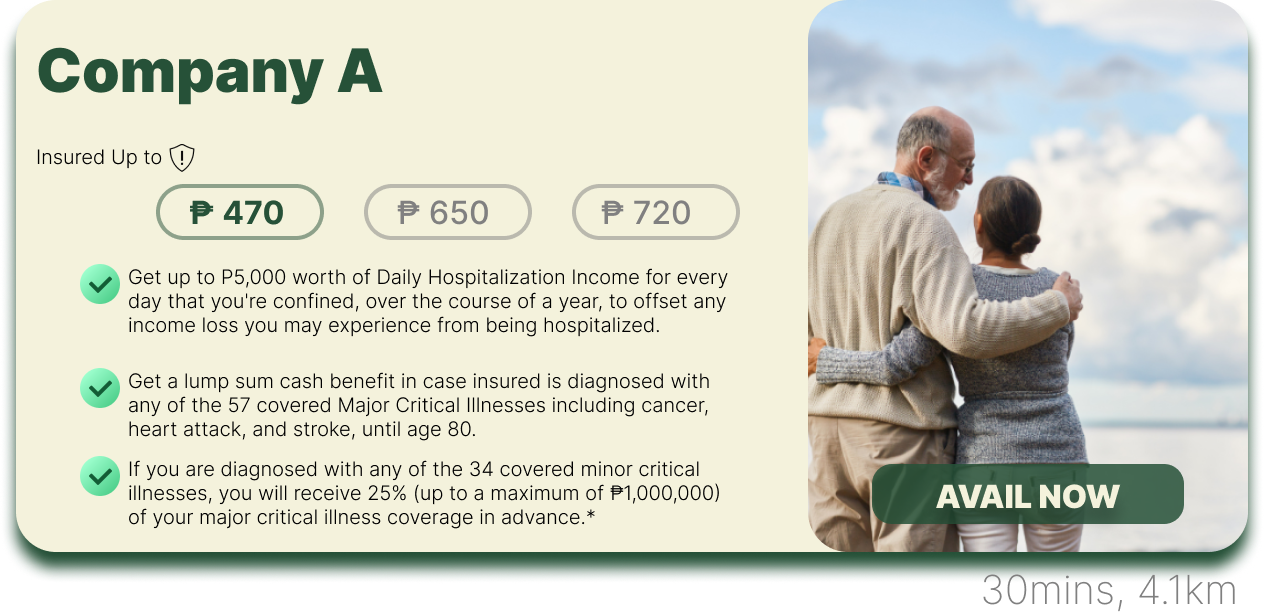 Company A
Insured Up to
₱ 470
₱ 650
₱ 720
Get up to P5,000 worth of Daily Hospitalization Income for every
day that you're confined, over the course of a year, to offset any
income loss you may experience from being hospitalized.
Get a lump sum cash benefit in case insured is diagnosed with
any of the 57 covered Major Critical Illnesses including cancer,
heart attack, and stroke, until age 80.
If you are diagnosed with any of the 34 covered minor critical
illnesses, you will receive 25% (up to a maximum of ₱1,000,000)
of your major critical illness coverage in advance.*
AVAIL NOW
30mins, 4.1km